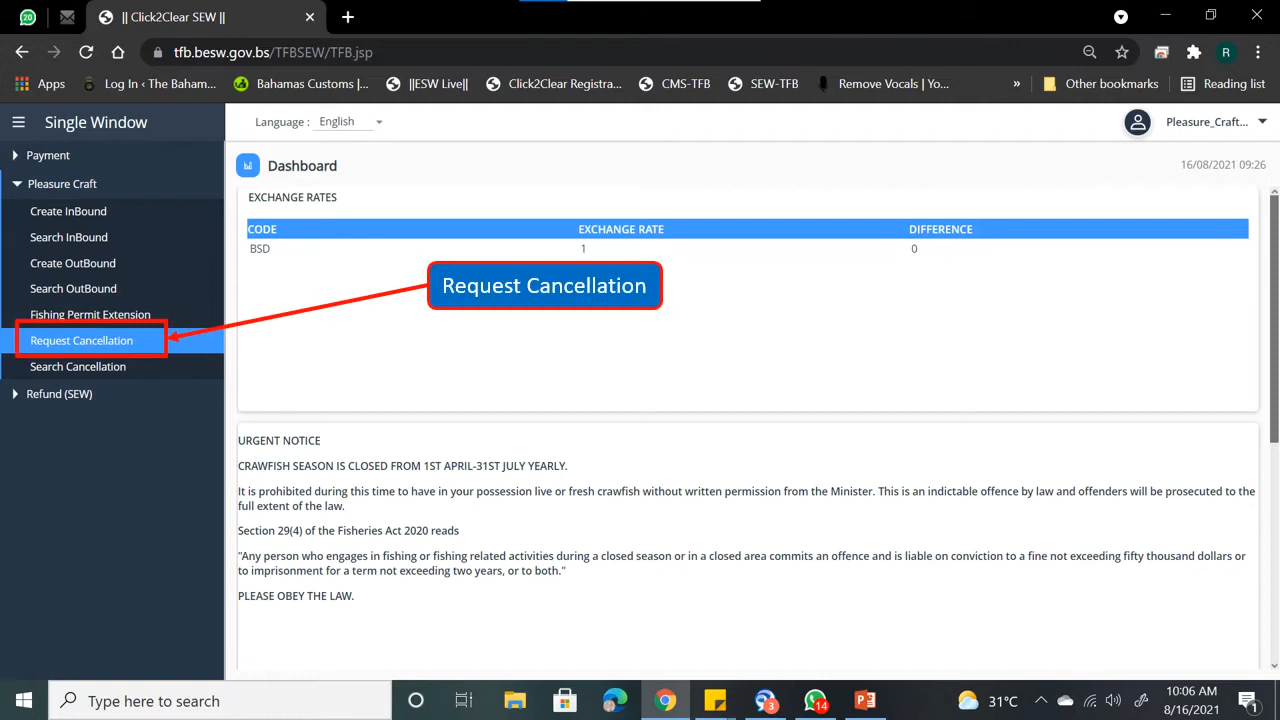 20
|| Click2Clear SEW ||
tfb.besw.gov.bs/TFBSEW/TFB.jsp
R
Apps
Log In ‹ The Baham...
Bahamas Customs |...
||ESW Live||
Click2Clear Registra...
CMS-TFB
SEW-TFB
Remove Vocals | Yo...
»
Other bookmarks
Reading list
Single Window
Language : English
Pleasure_Craft...
Payment
Pleasure Craft
Create InBound
Search InBound
Create OutBound
Search OutBound
Fishing Permit Extension
Request Cancellation
Search Cancellation
Refund (SEW)
Dashboard
16/08/2021 09:26
EXCHANGE RATES
CODE EXCHANGE RATE DIFFERENCE
BSD 1 0
Request Cancellation
URGENT NOTICE
CRAWFISH SEASON IS CLOSED FROM 1ST APRIL-31ST JULY YEARLY.
It is prohibited during this time to have in your possession live or fresh crawfish without written permission from the Minister. This is an indictable offence by law and offenders will be prosecuted to the
full extent of the law.
Section 29(4) of the Fisheries Act 2020 reads
"Any person who engages in fishing or fishing related activities during a closed season or in a closed area commits an offence and is liable on conviction to a fine not exceeding fifty thousand dollars or
to imprisonment for a term not exceeding two years, or to both."
PLEASE OBEY THE LAW.
Type here to search
3
14
31°C
10:06 AM
8/16/2021
1